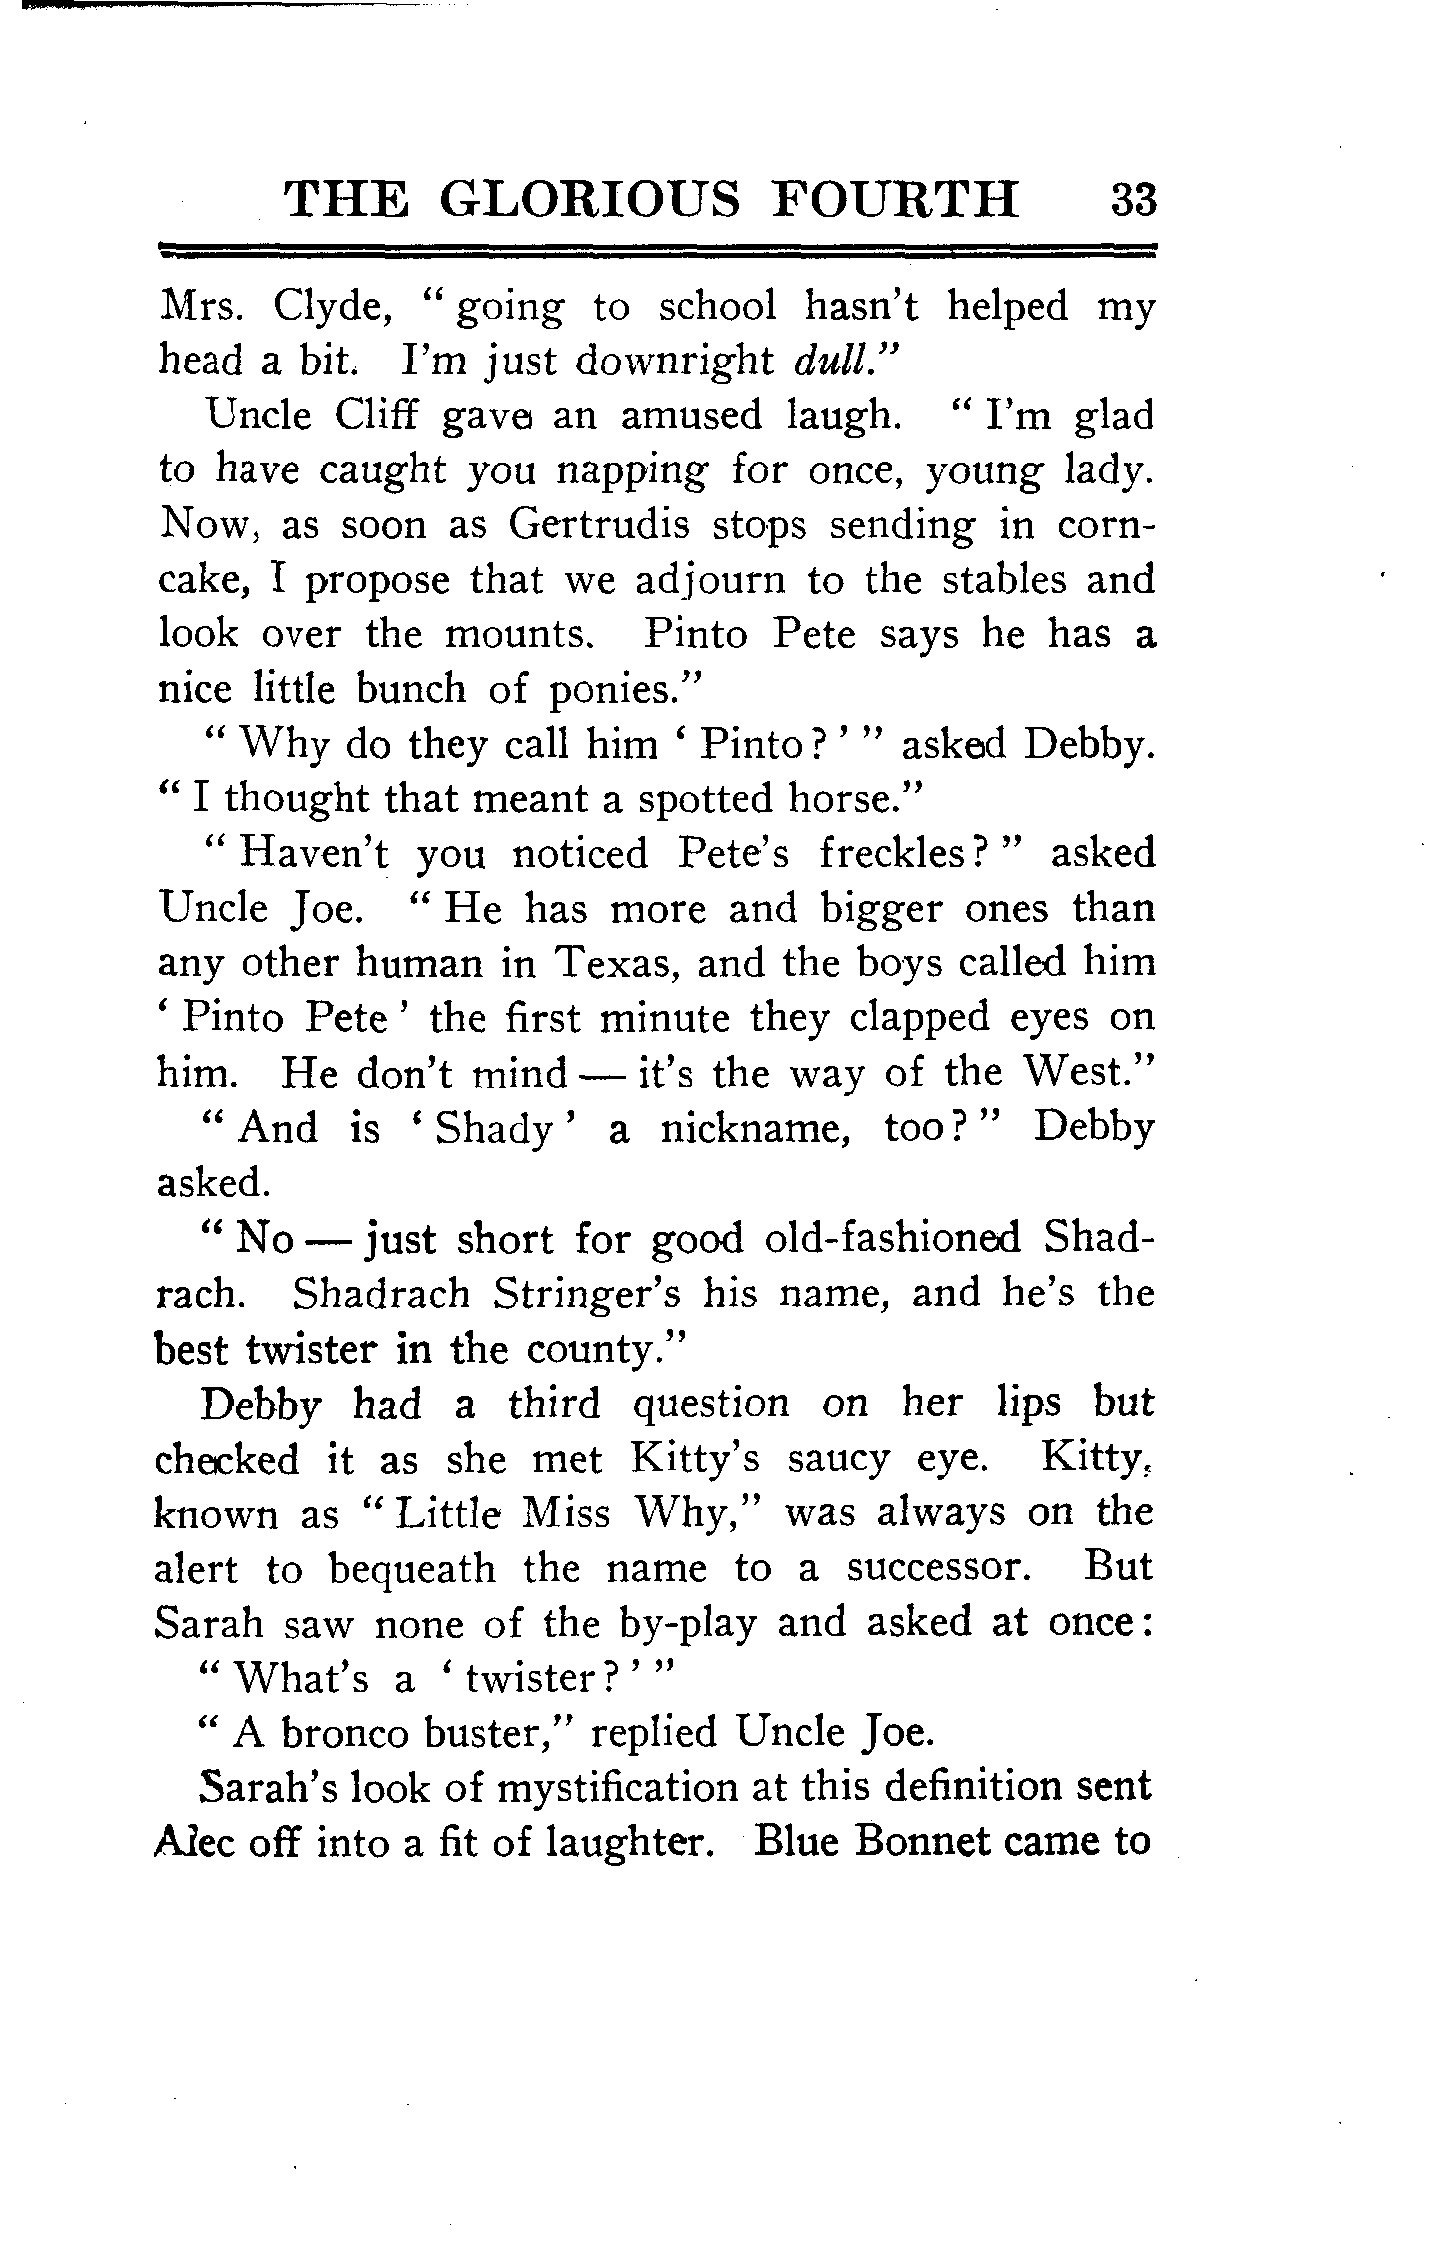 THE GLORIOUS FOURTH 33
Mrs. Clyde, " going to school hasn't helped my
head a bit. I'm just downright dull."
Uncle Cliff gave an amused laugh. " I'm glad
to have caught you napping for once, young lady.
Now, as soon as Gertrudis stops sending in corn-
cake, I propose that we adjourn to the stables and
look over the mounts. Pinto Pete says he has a
nice little bunch of ponies."
" Why do they call him ' Pinto? ' " asked Debby.
" I thought that meant a spotted horse."
" Haven't you noticed Pete's freckles? " asked
Uncle Joe. " He has more and bigger ones than
any other human in Texas, and the boys called him
' Pinto Pete ' the first minute they clapped eyes on
him. He don't mind — it's the way of the West."
" And is ' Shady ' a nickname, too? " Debby
asked.
" No — just short for good old-fashioned Shad-
rach. Shadrach Stringer's his name, and he's the
best twister in the county."
Debby had a third question on her lips but
checked it as she met Kitty's saucy eye. Kitty,
known as " Little Miss Why," was always on the
alert to bequeath the name to a successor. But
Sarah saw none of the by-play and asked at once:
" What's a ' twister? ' "
" A bronco buster," replied Uncle Joe.
Sarah's look of mystification at this definition sent
Alec off into a fit of laughter. Blue Bonnet came to